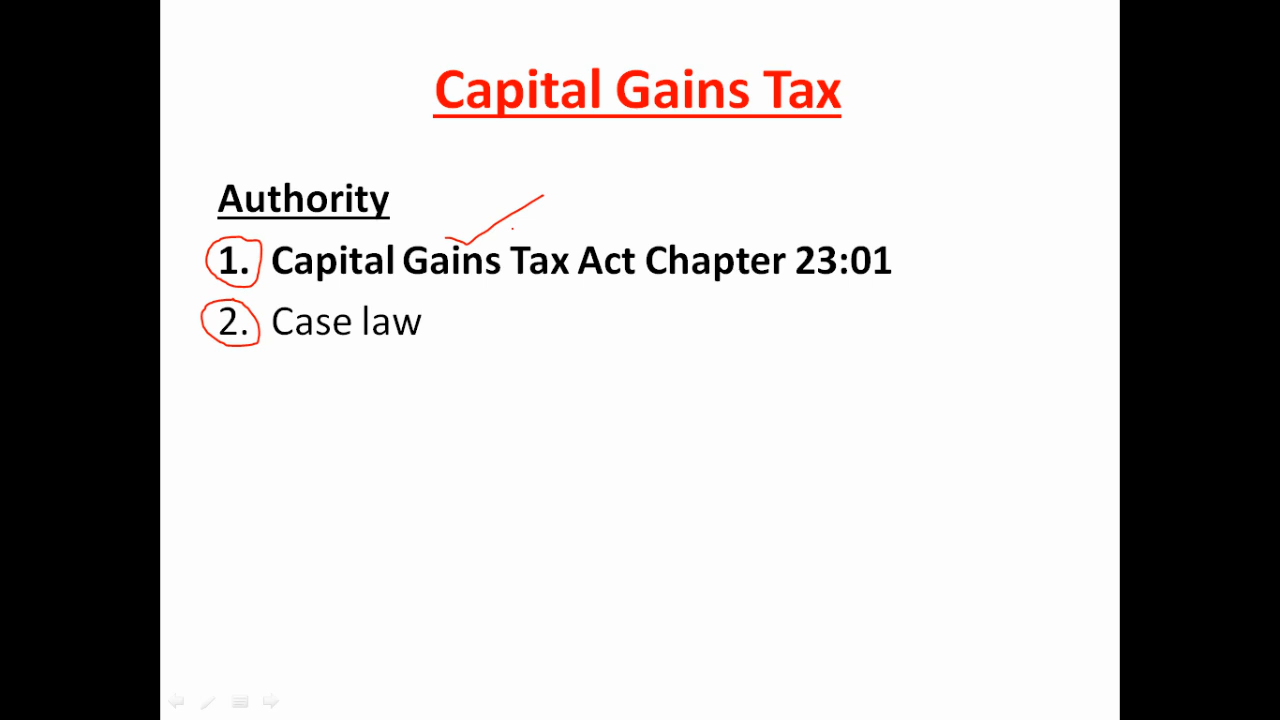 Capital Gains Tax
Authority
1. Capital Gains Tax Act Chapter 23:01
2. Case law